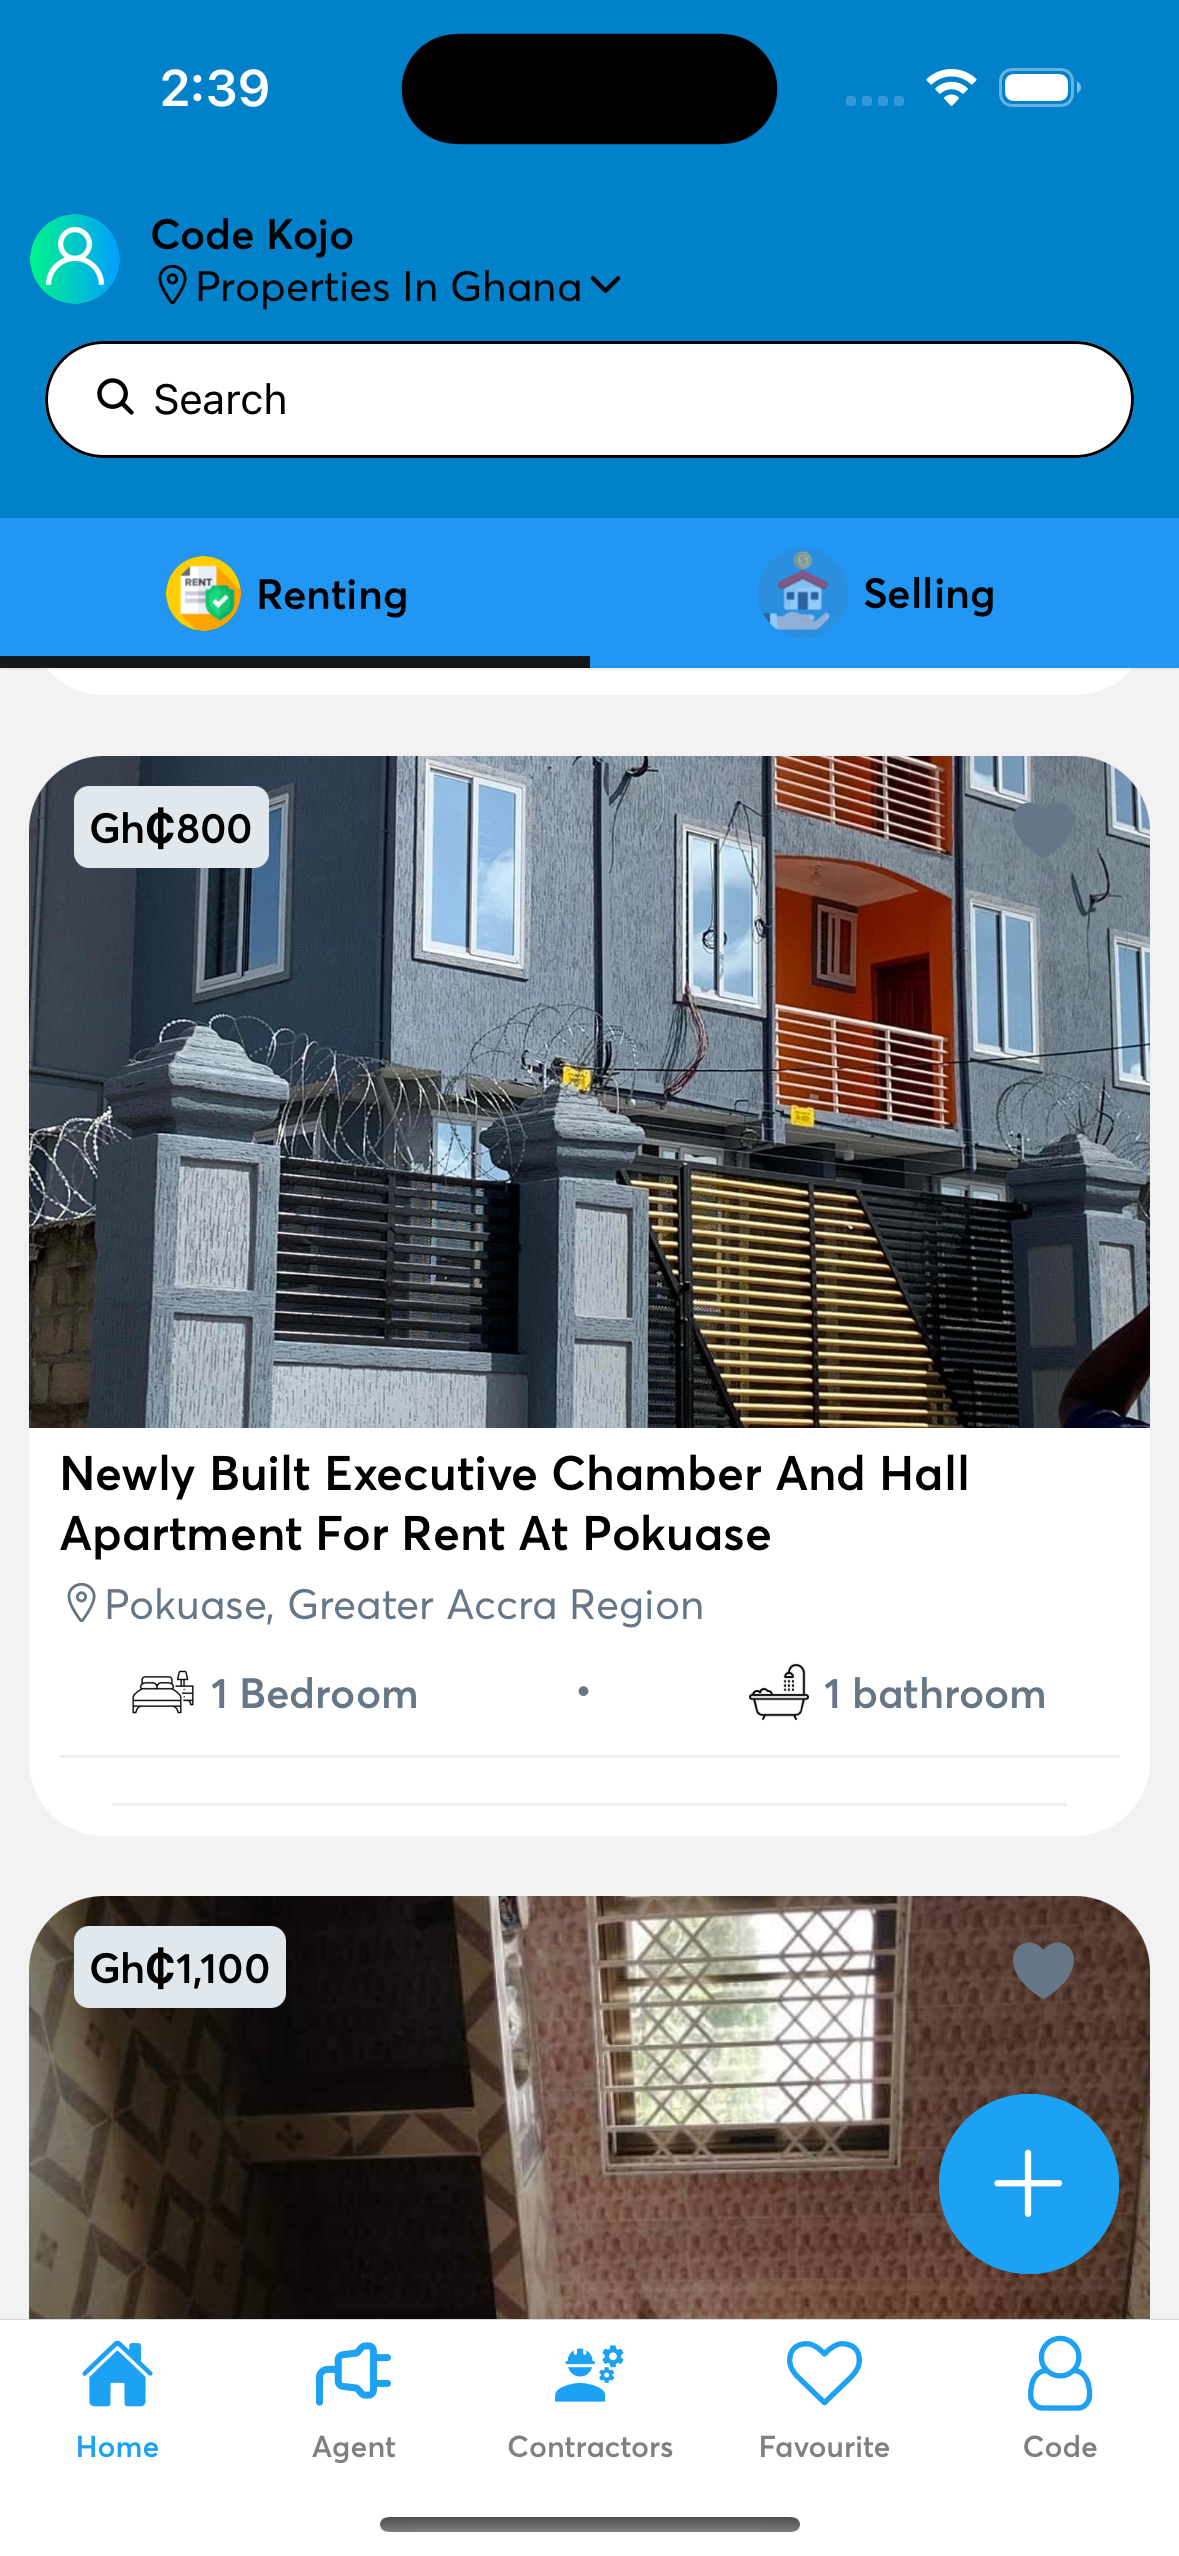 2:39
Code Kojo
Properties In Ghana
Search
RENT
Renting
Selling
Gh₵800
Newly Built Executive Chamber And Hall
Apartment For Rent At Pokuase
Pokuase, Greater Accra Region
1 Bedroom • 1 bathroom
Gh₵1,100
Home
Agent
Contractors
Favourite
Code